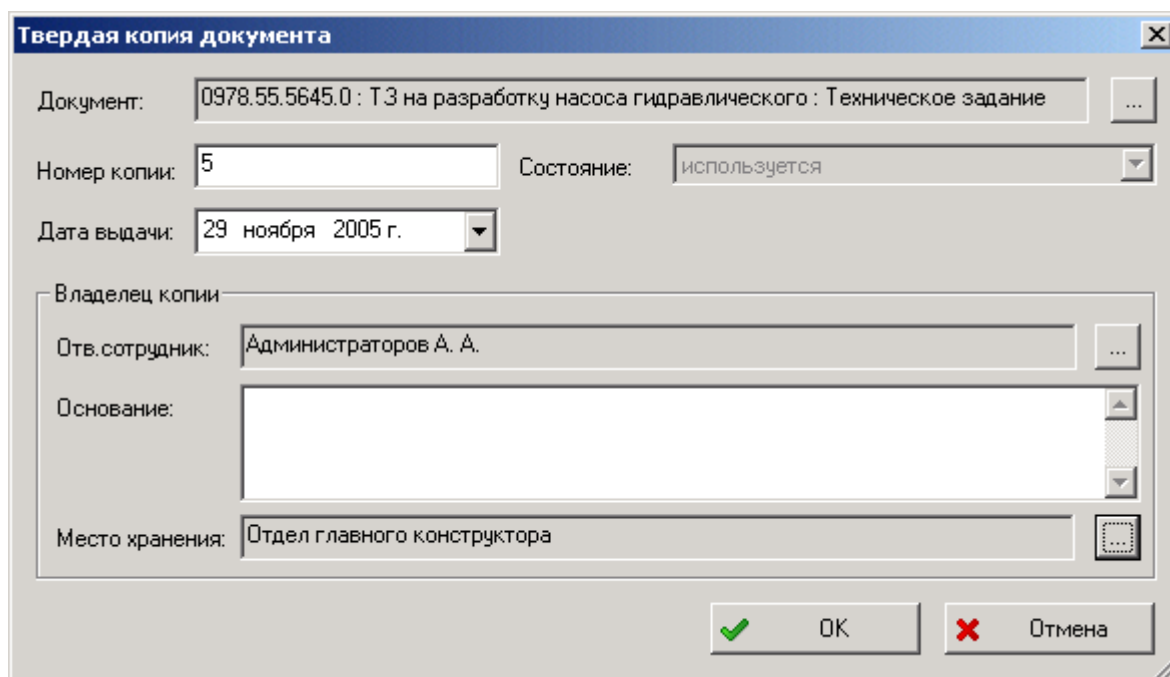 Твердая копия документа
Документ: 0978.55.5645.0 : ТЗ на разработку насоса гидравлического : Техническое задание ...
Номер копии: 5 Состояние: используется
Дата выдачи: 29 ноября 2005 г.
Владелец копии
Отв.сотрудник: Администраторов А. А. ...
Основание:
Место хранения: Отдел главного конструктора ...
OK Отмена